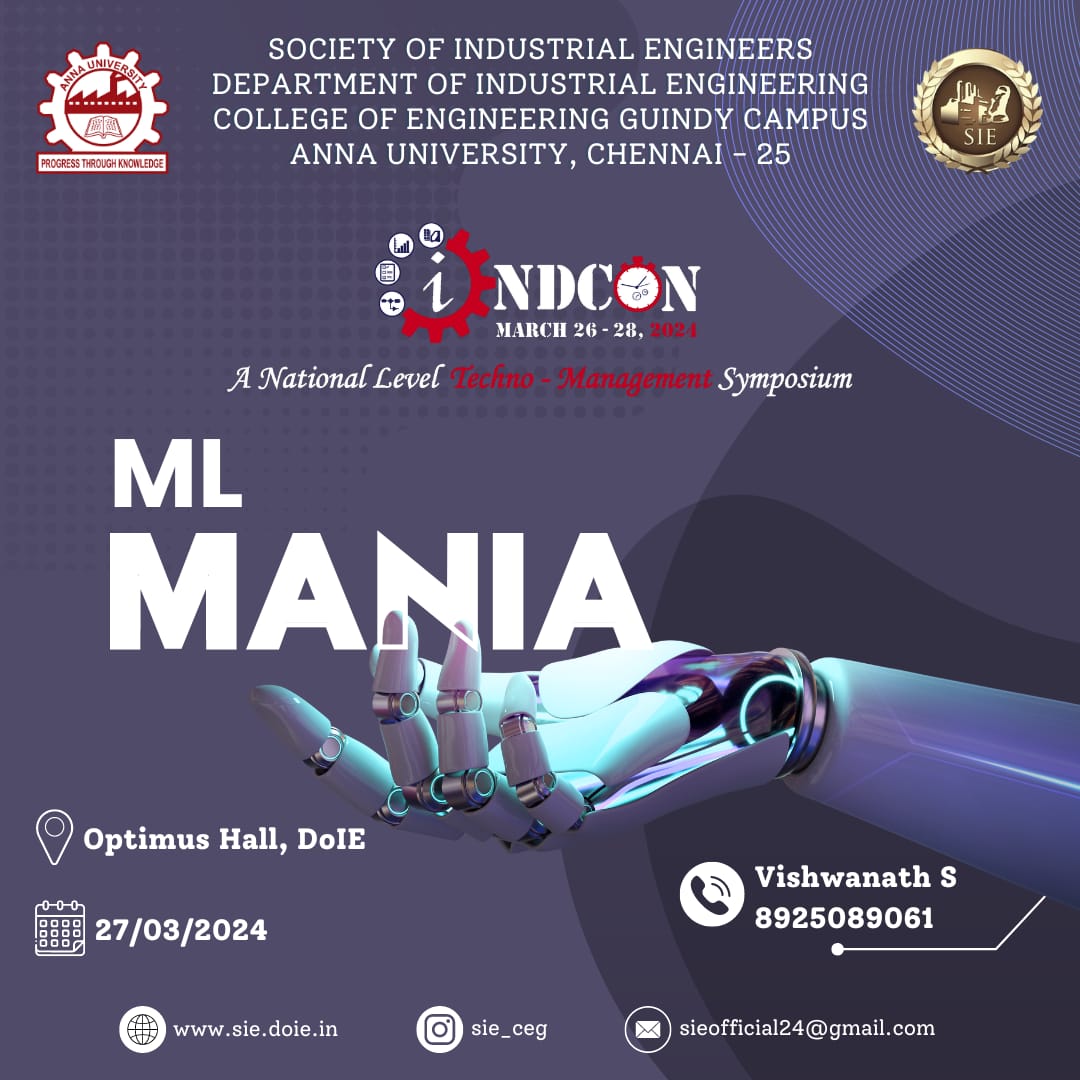 SOCIETY OF INDUSTRIAL ENGINEERS
DEPARTMENT OF INDUSTRIAL ENGINEERING
COLLEGE OF ENGINEERING GUINDY CAMPUS
ANNA UNIVERSITY, CHENNAI – 25
ANNA UNIVERSITY
PROGRESS THROUGH KNOWLEDGE
SIE
iNDCON
MARCH 26 - 28, 2024
A National Level Techno - Management Symposium
ML
MANIA
Optimus Hall, DoIE
27/03/2024
Vishwanath S
8925089061
www.sie.doie.in
sie_ceg
sieofficial24@gmail.com